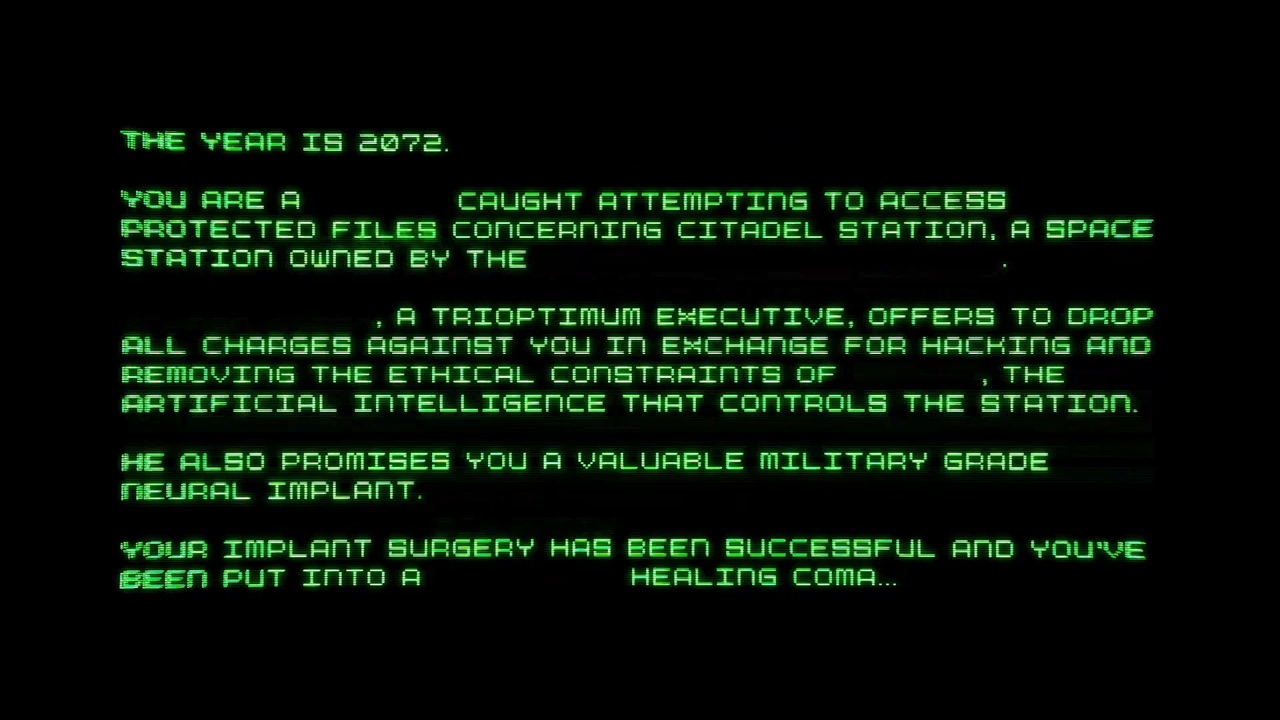 THE YEAR IS 2072.
YOU ARE A CAUGHT ATTEMPTING TO ACCESS
PROTECTED FILES CONCERNING CITADEL STATION, A SPACE
STATION OWNED BY THE .
, A TRIOPTIMUM EXECUTIVE, OFFERS TO DROP
ALL CHARGES AGAINST YOU IN EXCHANGE FOR HACKING AND
REMOVING THE ETHICAL CONSTRAINTS OF , THE
ARTIFICIAL INTELLIGENCE THAT CONTROLS THE STATION.
HE ALSO PROMISES YOU A VALUABLE MILITARY GRADE
NEURAL IMPLANT.
YOUR IMPLANT SURGERY HAS BEEN SUCCESSFUL AND YOU'VE
BEEN PUT INTO A HEALING COMA...